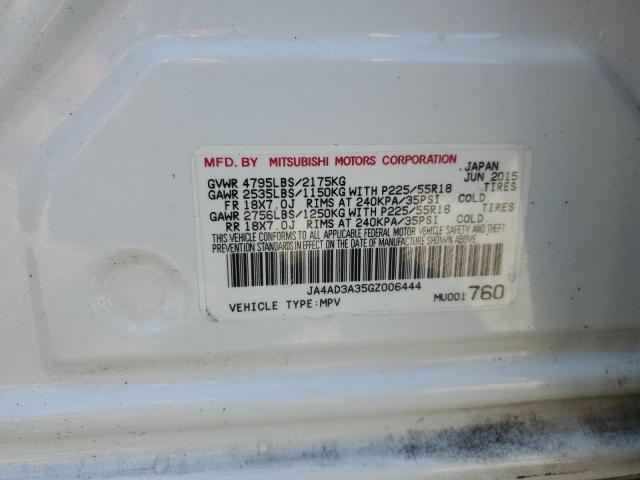 MFD. BY MITSUBISHI MOTORS CORPORATION JAPAN
GVWR 4795LBS/2175KG JUN 2015
GAWR 2535LBS/1150KG WITH P225/55R18 TIRES
FR 18X7.0J RIMS AT 240KPA/35PSI COLD.
GAWR 2756LBS/1250KG WITH P225/55R18 TIRES
RR 18X7.0J RIMS AT 240KPA/35PSI COLD.
THIS VEHICLE CONFORMS TO ALL APPLICABLE FEDERAL MOTOR VEHICLE SAFETY AND THEFT
PREVENTION STANDARDS IN EFFECT ON THE DATE OF MANUFACTURE SHOWN ABOVE.
JA4AD3A35GZ006444
VEHICLE TYPE:MPV MU001760